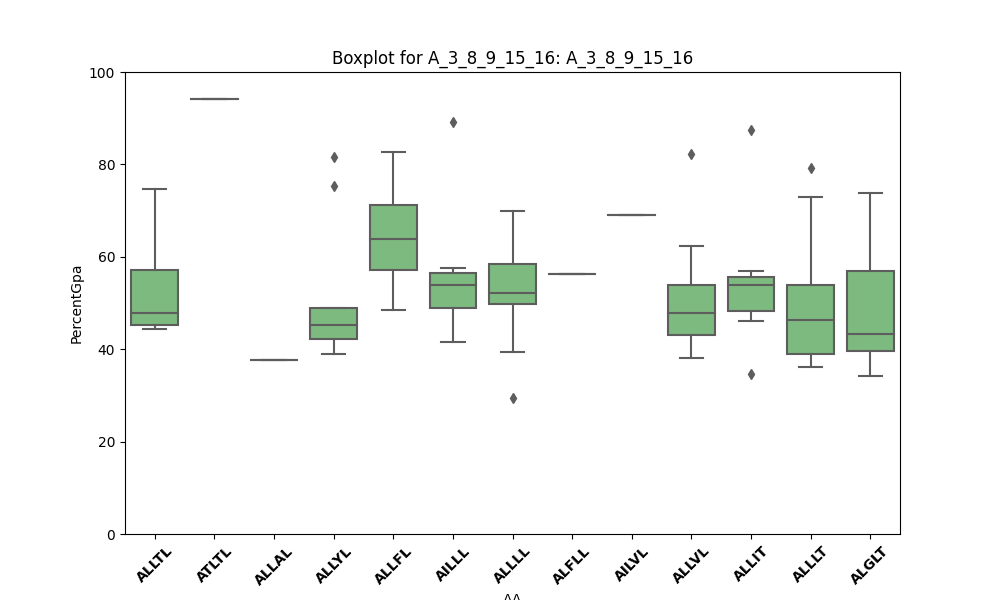 Boxplot for A_3_8_9_15_16: A_3_8_9_15_16
100
80
60
40
20
0
PercentGpa
ALLTL ATLTL ALLAL ALLYL ALLFL AILLL ALLLL ALFLL AILVL ALLVL ALLIT ALLLT ALGLT
AA